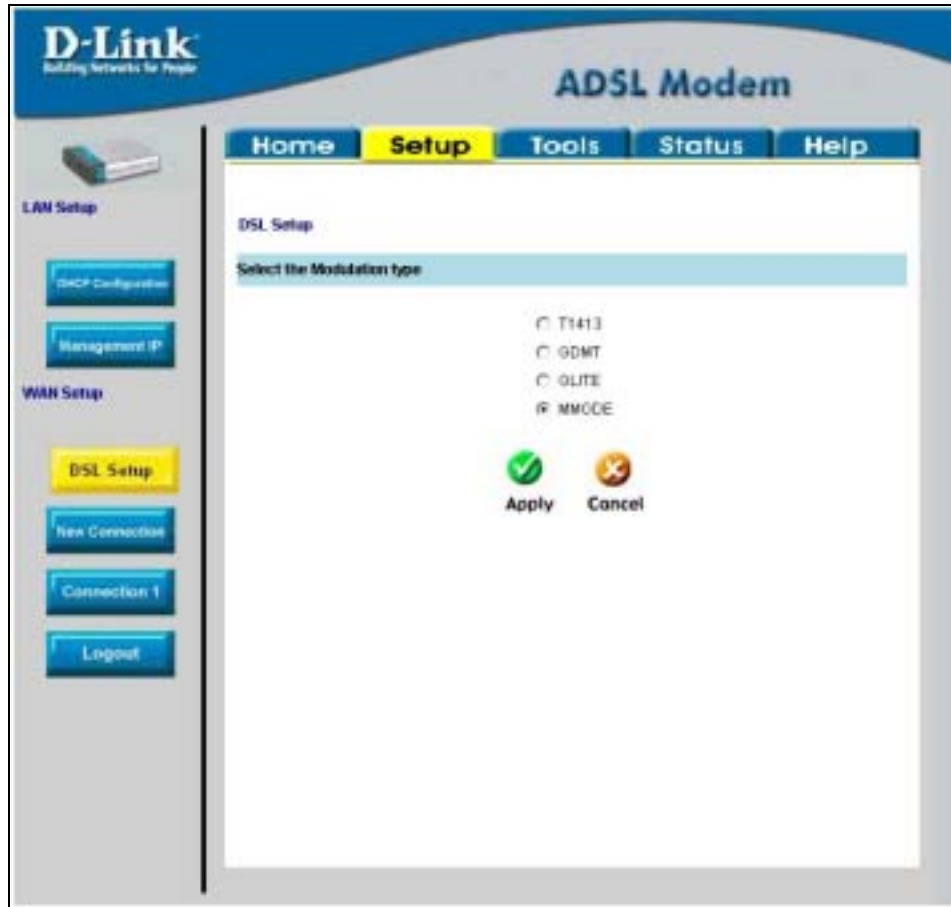 D-Link
Building Networks for People
ADSL Modem
Home Setup Tools Status Help
LAN Setup
DHCP Configuration
Management IP
WAN Setup
DSL Setup
New Connection
Connection 1
Logout
DSL Setup
Select the Modulation type
T1413
GDMT
GLITE
MMODE
Apply Cancel